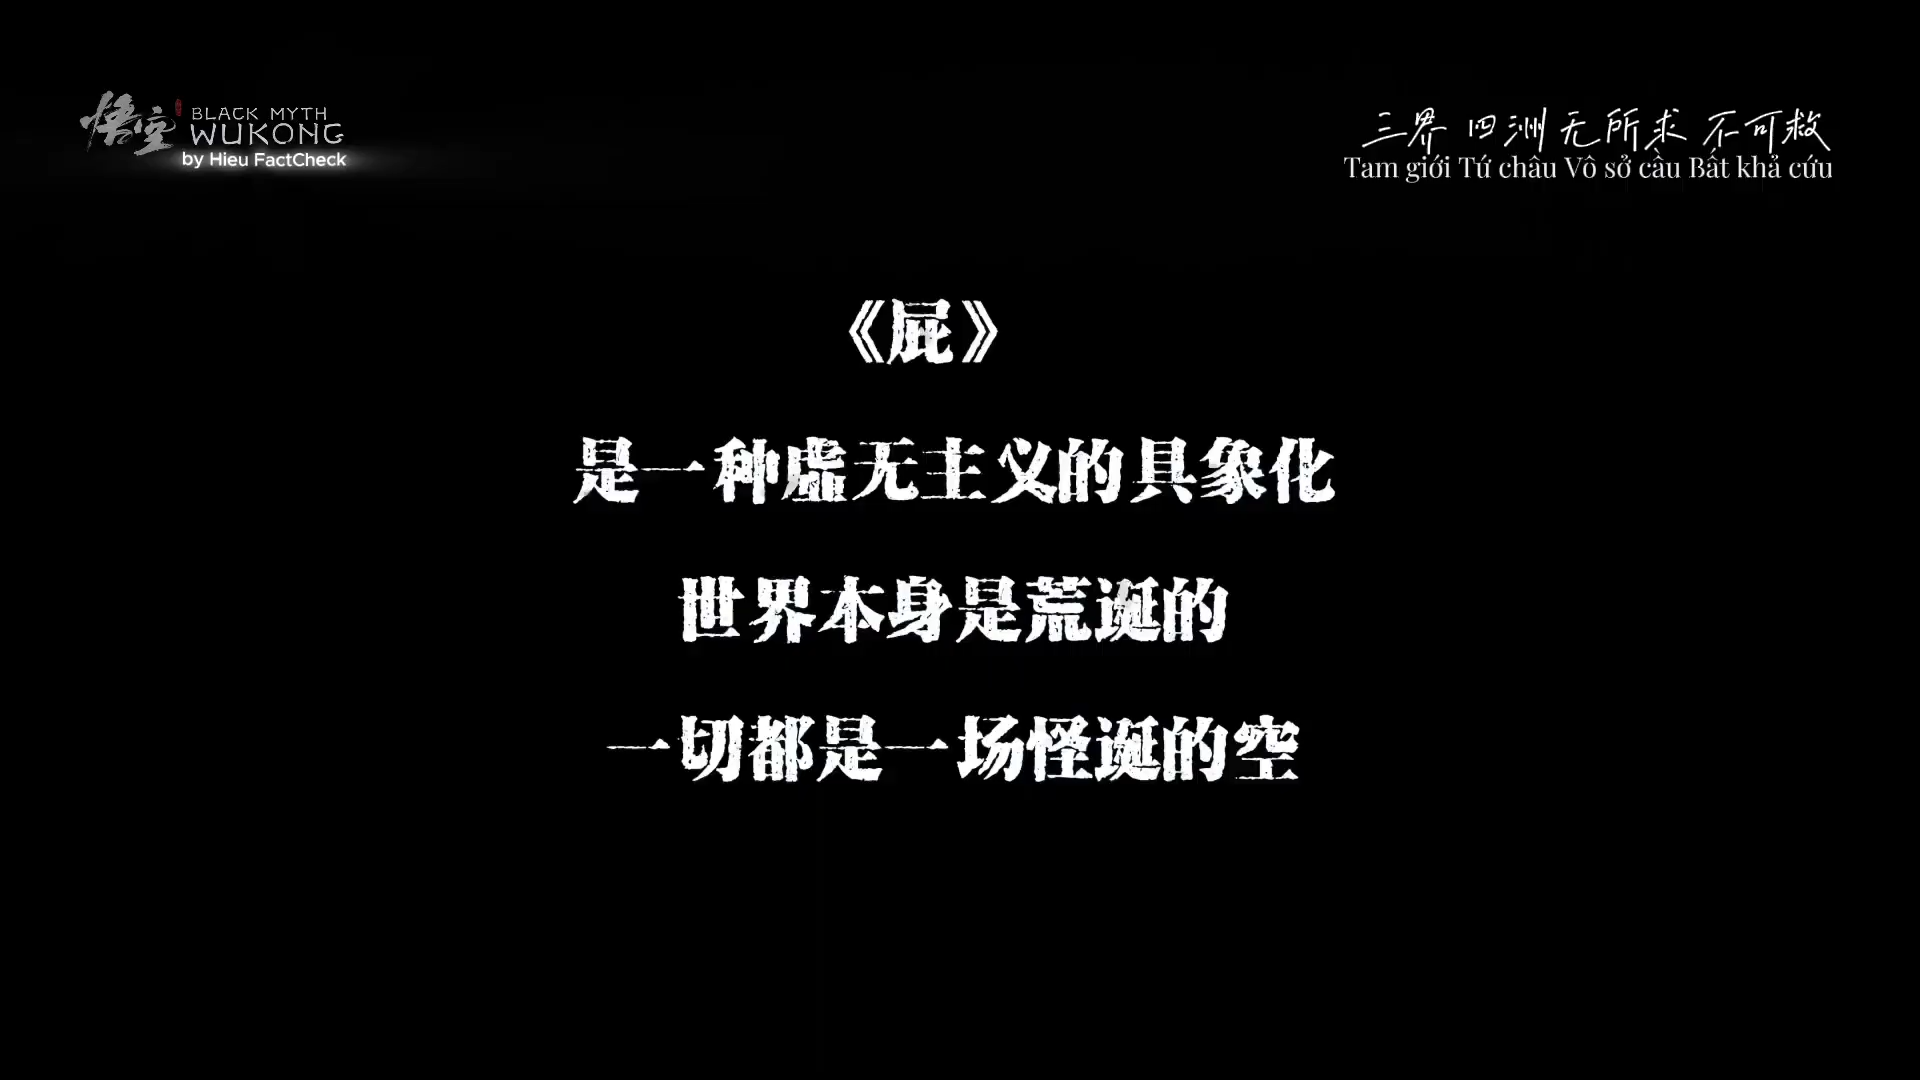 悟空
BLACK MYTH
WUKONG
by Hieu FactCheck
三界 四洲 无所求 不可救
Tam giới Tứ châu Vô sở cầu Bất khả cứu
《屁》
是一种虚无主义的具象化
世界本身是荒诞的
一切都是一场怪诞的空